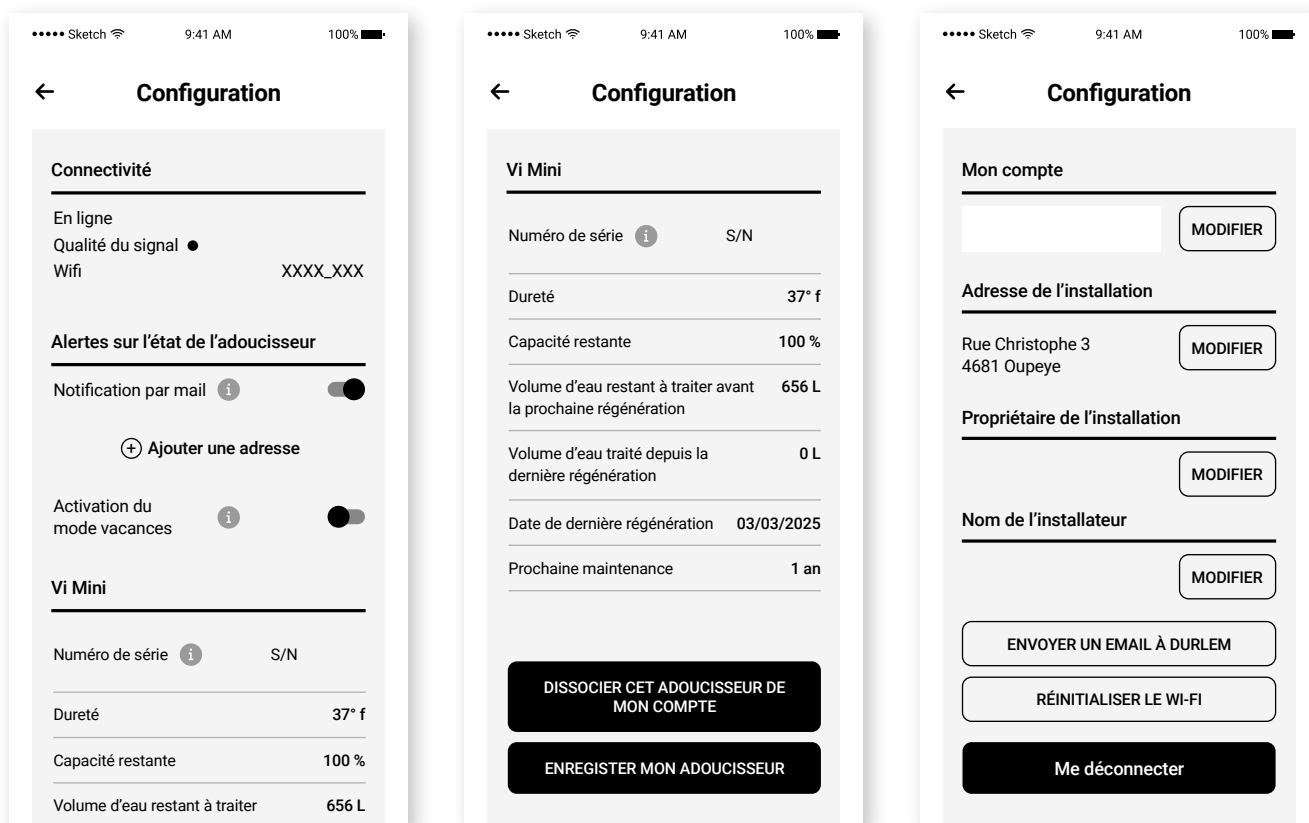 ••••• Sketch 9:41 AM 100%
Configuration
Connectivité
En ligne
Qualité du signal
Wifi XXXX_XXX
Alertes sur l’état de l’adoucisseur
Notification par mail i
+ Ajouter une adresse
Activation du
mode vacances i
Vi Mini
Numéro de série i S/N
Dureté 37° f
Capacité restante 100 %
Volume d’eau restant à traiter 656 L
••••• Sketch 9:41 AM 100%
Configuration
Vi Mini
Numéro de série i S/N
Dureté 37° f
Capacité restante 100 %
Volume d’eau restant à traiter avant 656 L
la prochaine régénération
Volume d’eau traité depuis la 0 L
dernière régénération
Date de dernière régénération 03/03/2025
Prochaine maintenance 1 an
DISSOCIER CET ADOUCISSEUR DE
MON COMPTE
ENREGISTER MON ADOUCISSEUR
••••• Sketch 9:41 AM 100%
Configuration
Mon compte
MODIFIER
Adresse de l’installation
Rue Christophe 3
4681 Oupeye
MODIFIER
Propriétaire de l’installation
MODIFIER
Nom de l’installateur
MODIFIER
ENVOYER UN EMAIL À DURLEM
RÉINITIALISER LE WI-FI
Me déconnecter